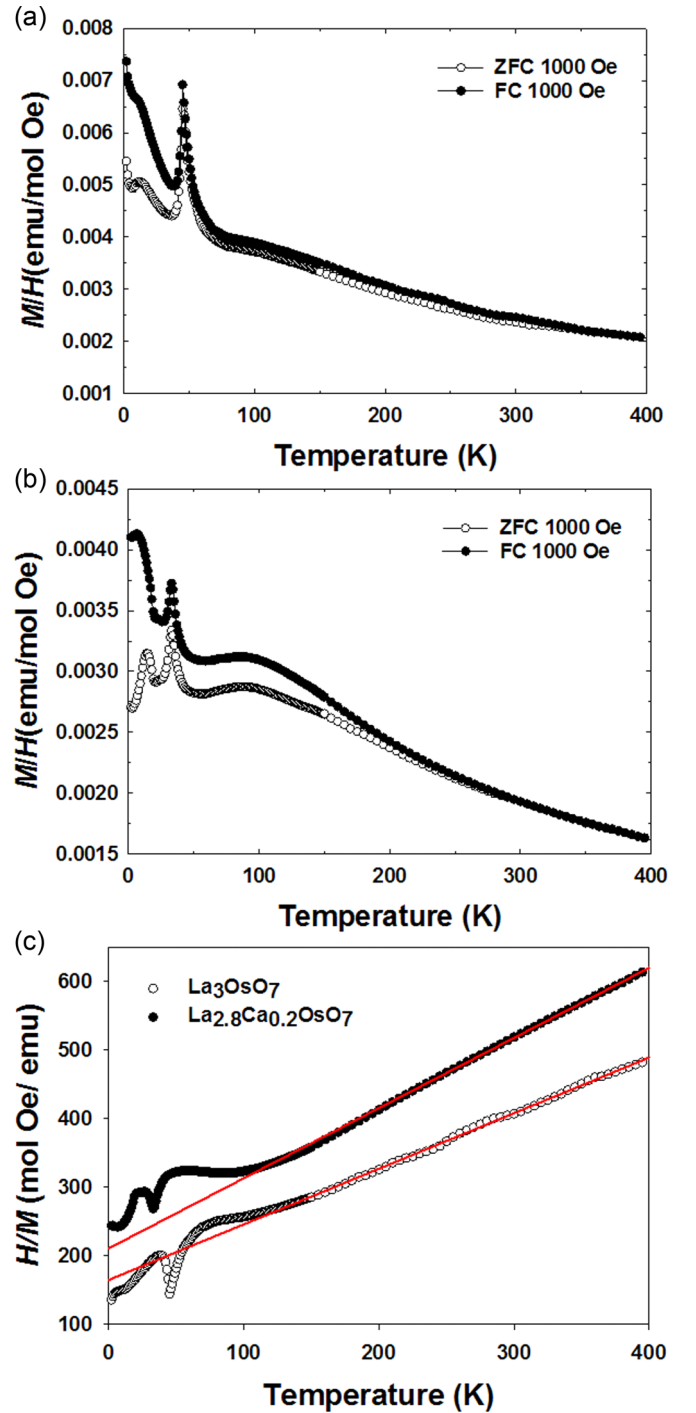 (a)
0.008
0.007
0.006
0.005
0.004
0.003
0.002
0.001
M/H(emu/mol Oe)
ZFC 1000 Oe
FC 1000 Oe
0 100 200 300 400
Temperature (K)
(b)
0.0045
0.0040
0.0035
0.0030
0.0025
0.0020
0.0015
M/H(emu/mol Oe)
ZFC 1000 Oe
FC 1000 Oe
0 100 200 300 400
Temperature (K)
(c)
600
500
400
300
200
100
H/M (mol Oe/ emu)
La3OsO7
La2.8Ca0.2OsO7
0 100 200 300 400
Temperature (K)